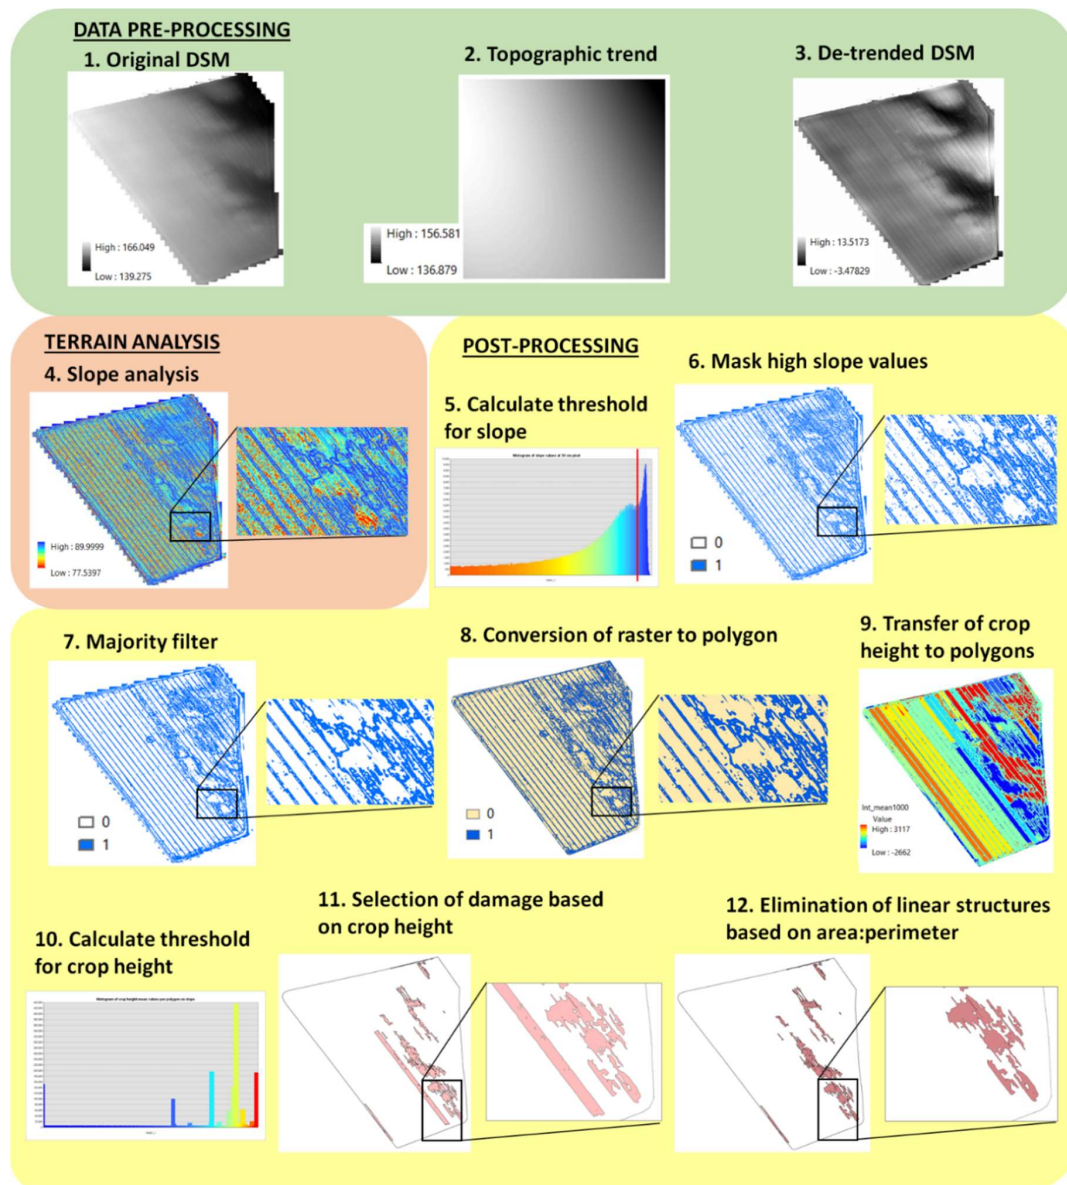 DATA PRE-PROCESSING
1. Original DSM
2. Topographic trend
3. De-trended DSM
High : 166.049
Low : 139.275
High : 156.581
Low : 136.879
High : 13.5173
Low : -3.47829
TERRAIN ANALYSIS
4. Slope analysis
High : 89.9999
Low : 77.5397
POST-PROCESSING
5. Calculate threshold
for slope
6. Mask high slope values
0
1
7. Majority filter
0
1
8. Conversion of raster to polygon
0
1
9. Transfer of crop
height to polygons
Int_mean1000
Value
High : 3117
Low : -2662
10. Calculate threshold
for crop height
11. Selection of damage based
on crop height
12. Elimination of linear structures
based on area:perimeter